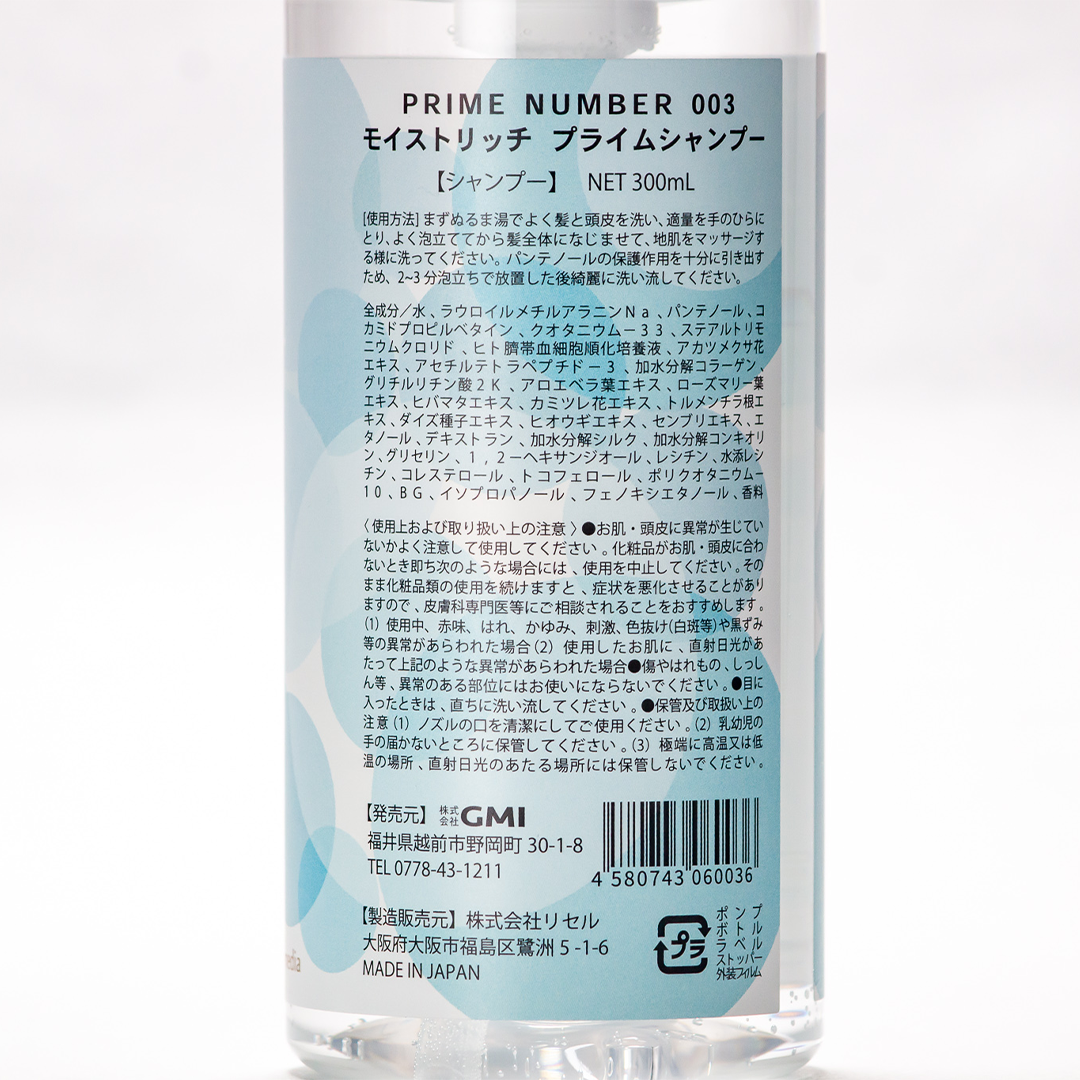 PRIME NUMBER 003
モイストリッチ プライムシャンプー
【シャンプー】 NET 300mL
[使用方法] まずぬるま湯でよく髪と頭皮を洗い、適量を手のひらに
とり、よく泡立ててから髪全体になじませて、地肌をマッサージす
る様に洗ってください。パンテノールの保護作用を十分に引き出す
ため、2~3分泡立ちで放置した後綺麗に洗い流してください。
全成分／水、ラウロイルメチルアラニンNa、パンテノール、コ
カミドプロピルベタイン、クオタニウム－33、ステアルトリモ
ニウムクロリド、ヒト臍帯血細胞順化培養液、アカツメクサ花
エキス、アセチルテトラペプチド－3、加水分解コラーゲン、
グリチルリチン酸2K、アロエベラ葉エキス、ローズマリー葉
エキス、ヒバマタエキス、カミツレ花エキス、トルメンチラ根エ
キス、ダイズ種子エキス、ヒオウギエキス、センブリエキス、エ
タノール、デキストラン、加水分解シルク、加水分解コンキオリ
ン、グリセリン、1，2－ヘキサンジオール、レシチン、水添レシ
チン、コレステロール、トコフェロール、ポリクオタニウム－
10、BG、イソプロパノール、フェノキシエタノール、香料
〈使用上および取り扱い上の注意〉●お肌・頭皮に異常が生じてい
ないかよく注意して使用してください。化粧品がお肌・頭皮に合わ
ないとき即ち次のような場合には、使用を中止してください。その
まま化粧品類の使用を続けますと、症状を悪化させることがあり
ますので、皮膚科専門医等にご相談されることをおすすめします。
(1) 使用中、赤味、はれ、かゆみ、刺激、色抜け(白斑等)や黒ずみ
等の異常があらわれた場合(2) 使用したお肌に、直射日光があ
たって上記のような異常があらわれた場合●傷やはれもの、しっし
ん等、異常のある部位にはお使いにならないでください。●目に
入ったときは、直ちに洗い流してください。●保管及び取扱い上の
注意(1) ノズルの口を清潔にしてご使用ください。(2) 乳幼児の
手の届かないところに保管してください。(3) 極端に高温又は低
温の場所、直射日光のあたる場所には保管しないでください。
【発売元】 株式会社GMI
福井県越前市野岡町 30-1-8
TEL 0778-43-1211
4 580743 060036
【製造販売元】 株式会社リセル
大阪府大阪市福島区鷺洲 5-1-6
MADE IN JAPAN
プラ
ポンプ
ボトル
ラベル
ストッパー
外装フィルム